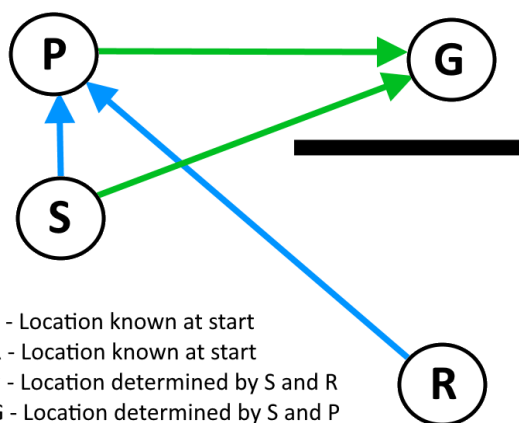 P
G
S
R
- Location known at start
- Location known at start
- Location determined by S and R
- Location determined by S and P